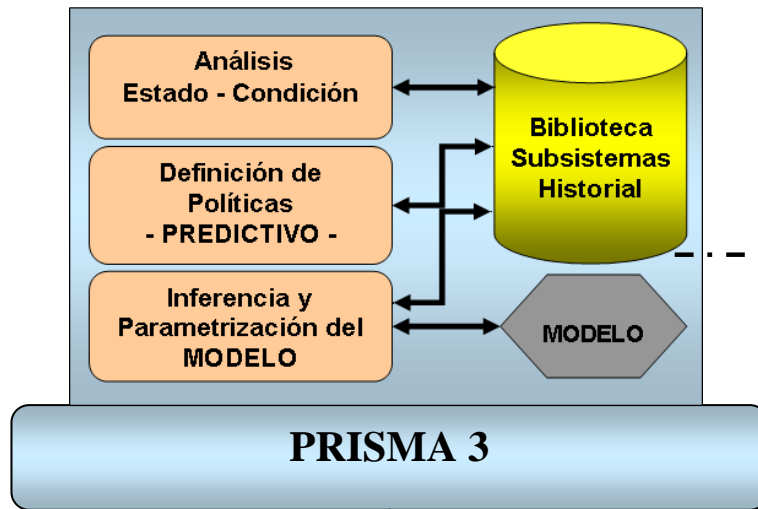 Análisis
Estado - Condición
Definición de
Políticas
- PREDICTIVO -
Inferencia y
Parametrización del
MODELO
Biblioteca
Subsistemas
Historial
MODELO
PRISMA 3